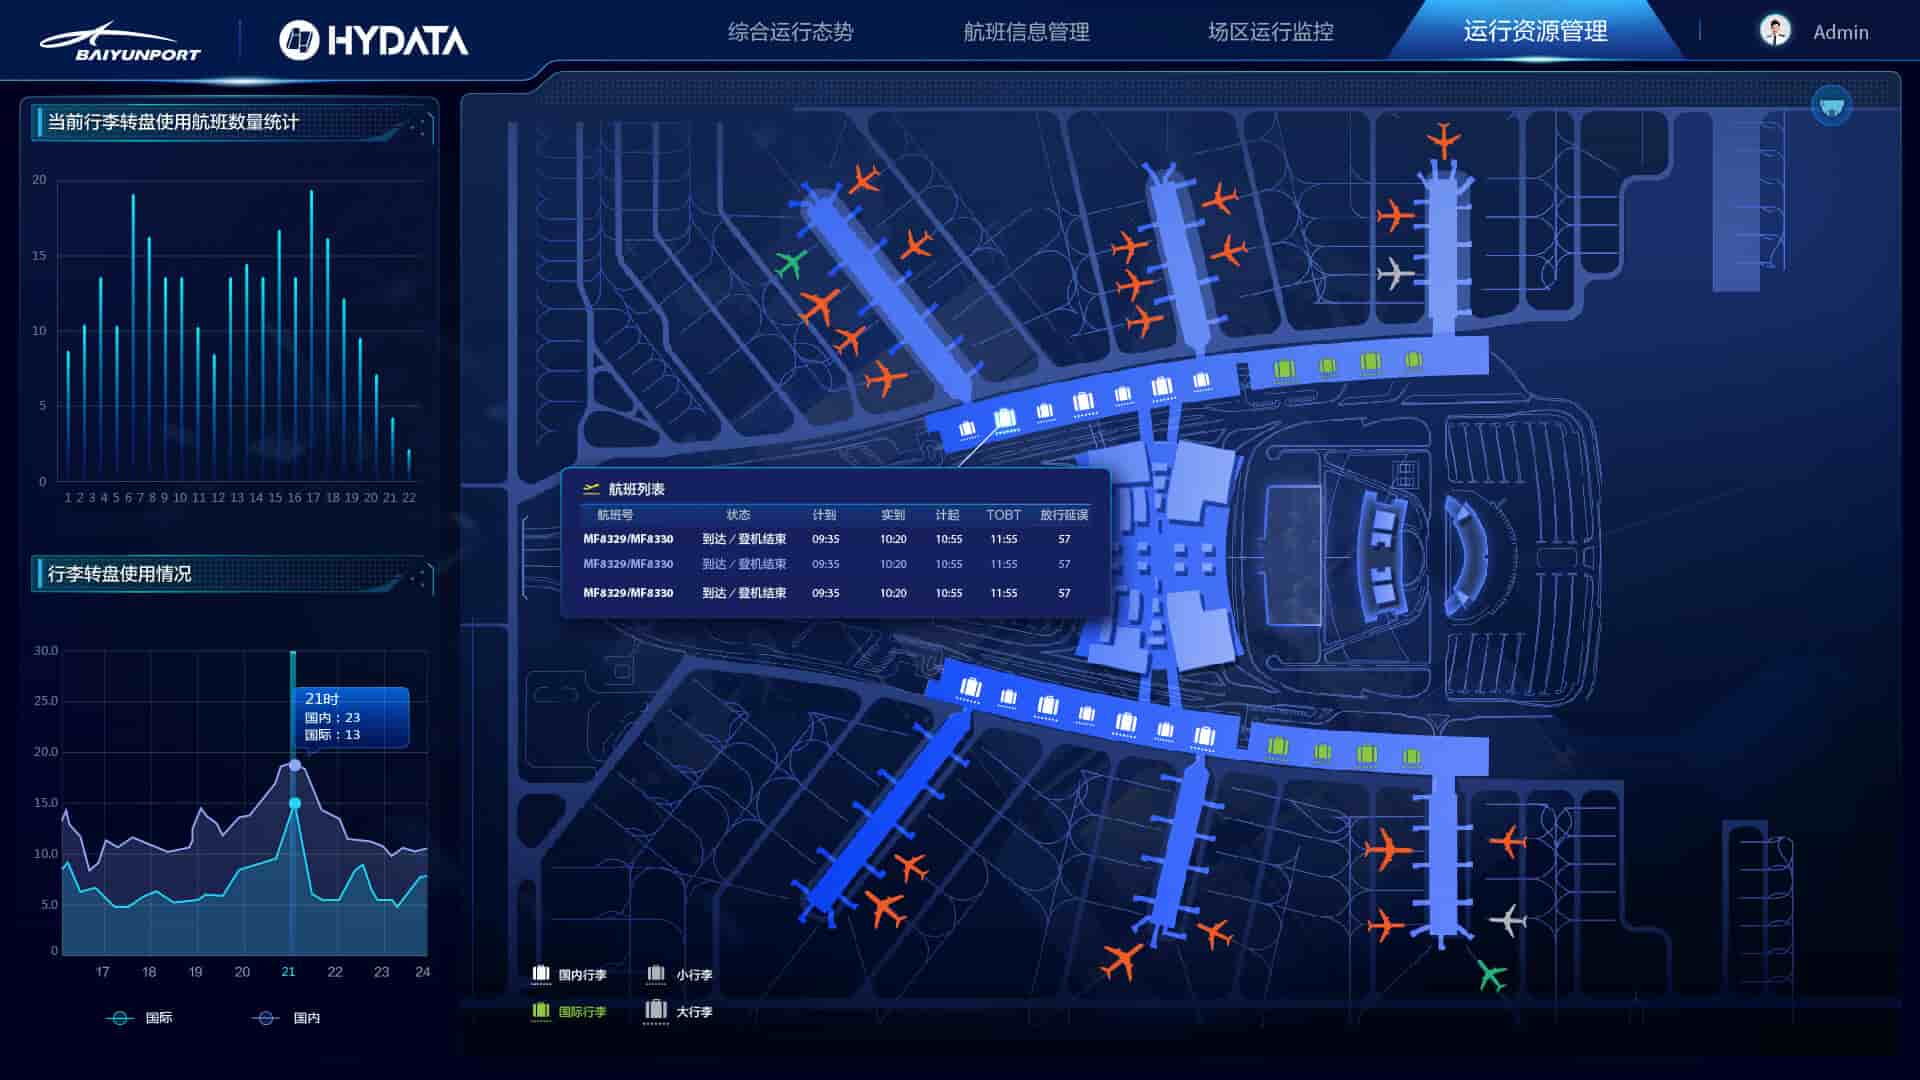 BAIYUNPORT
HYDATA
综合运行态势
航班信息管理
场区运行监控
运行资源管理
Admin
当前行李转盘使用航班数量统计
20
15
10
5
0
1 2 3 4 5 6 7 8 9 10 11 12 13 14 15 16 17 18 19 20 21 22
行李转盘使用情况
30.0
25.0
20.0
15.0
10.0
5.0
0
21时
国内：23
国际：13
17 18 19 20 21 22 23 24
国际 国内
航班列表
航班号 状态 计到 实到 计起 TOBT 放行延误
MF8329/MF8330 到达／登机结束 09:35 10:20 10:55 11:55 57
MF8329/MF8330 到达／登机结束 09:35 10:20 10:55 11:55 57
MF8329/MF8330 到达／登机结束 09:35 10:20 10:55 11:55 57
国内行李 小行李
国际行李 大行李